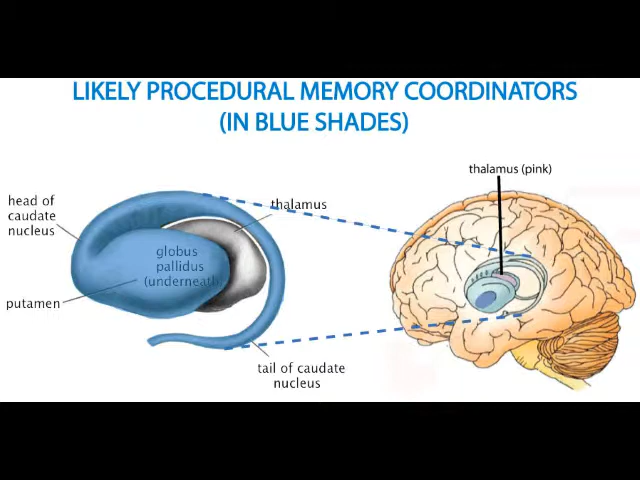 LIKELY PROCEDURAL MEMORY COORDINATORS
(IN BLUE SHADES)
thalamus (pink)
head of
caudate
nucleus
thalamus
globus
pallidus
(underneath)
putamen
tail of caudate
nucleus